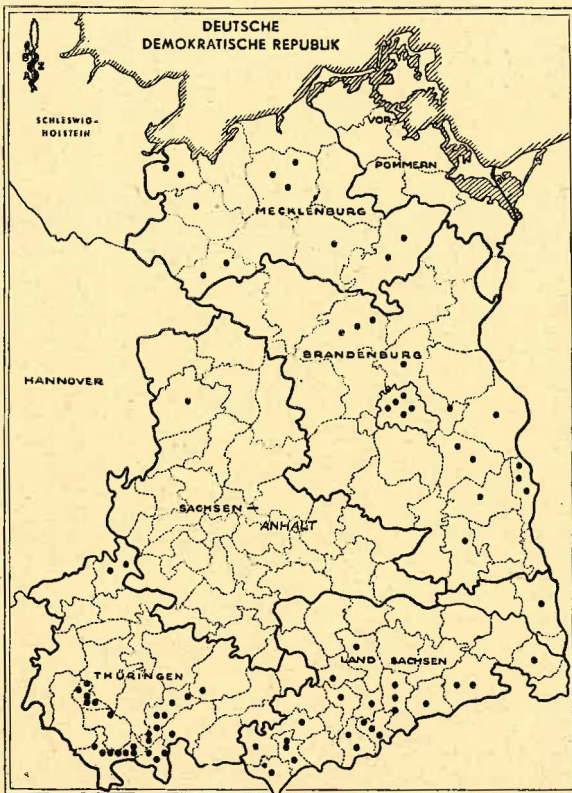 DEUTSCHE
DEMOKRATISCHE REPUBLIK
SCHLESWIG-
HOLSTEIN
VOR-
POMMERN
MECKLENBURG
BRANDENBURG
HANNOVER
SACHSEN-
ANHALT
THÜRINGEN
LAND SACHSEN